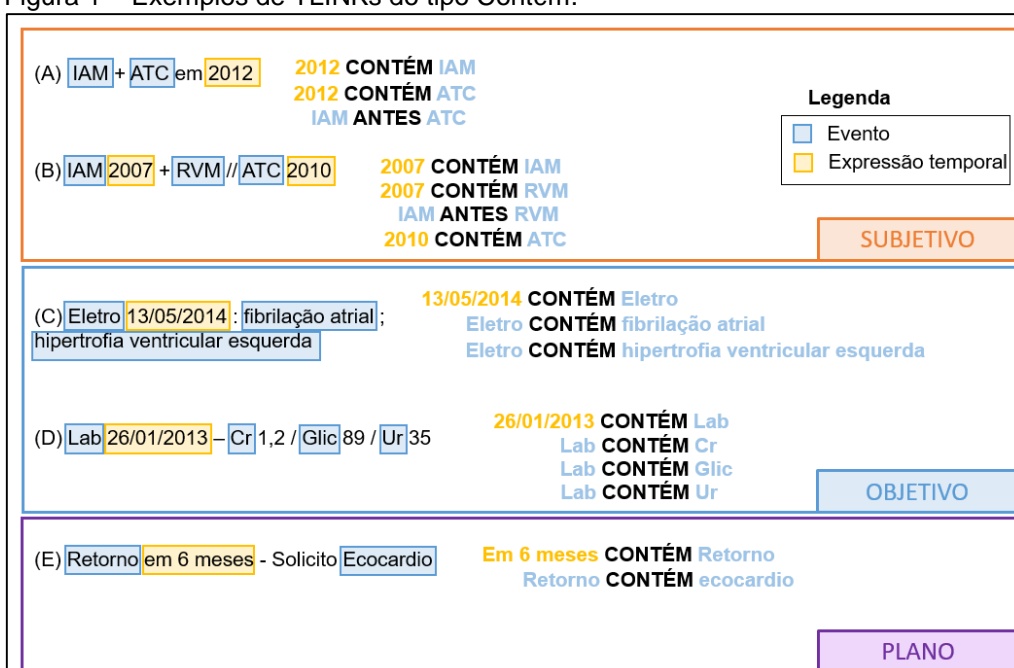 Figura 1 – Exemplos de TLINKs do tipo Contém.
(A) IAM + ATC em 2012
2012 CONTÉM IAM
2012 CONTÉM ATC
IAM ANTES ATC
Legenda
Evento
Expressão temporal
(B) IAM 2007 + RVM // ATC 2010
2007 CONTÉM IAM
2007 CONTÉM RVM
IAM ANTES RVM
2010 CONTÉM ATC
SUBJETIVO
(C) Eletro 13/05/2014 : fibrilação atrial ;
hipertrofia ventricular esquerda
13/05/2014 CONTÉM Eletro
Eletro CONTÉM fibrilação atrial
Eletro CONTÉM hipertrofia ventricular esquerda
(D) Lab 26/01/2013 – Cr 1,2 / Glic 89 / Ur 35
26/01/2013 CONTÉM Lab
Lab CONTÉM Cr
Lab CONTÉM Glic
Lab CONTÉM Ur
OBJETIVO
(E) Retorno em 6 meses - Solicito Ecocardio
Em 6 meses CONTÉM Retorno
Retorno CONTÉM ecocardio
PLANO